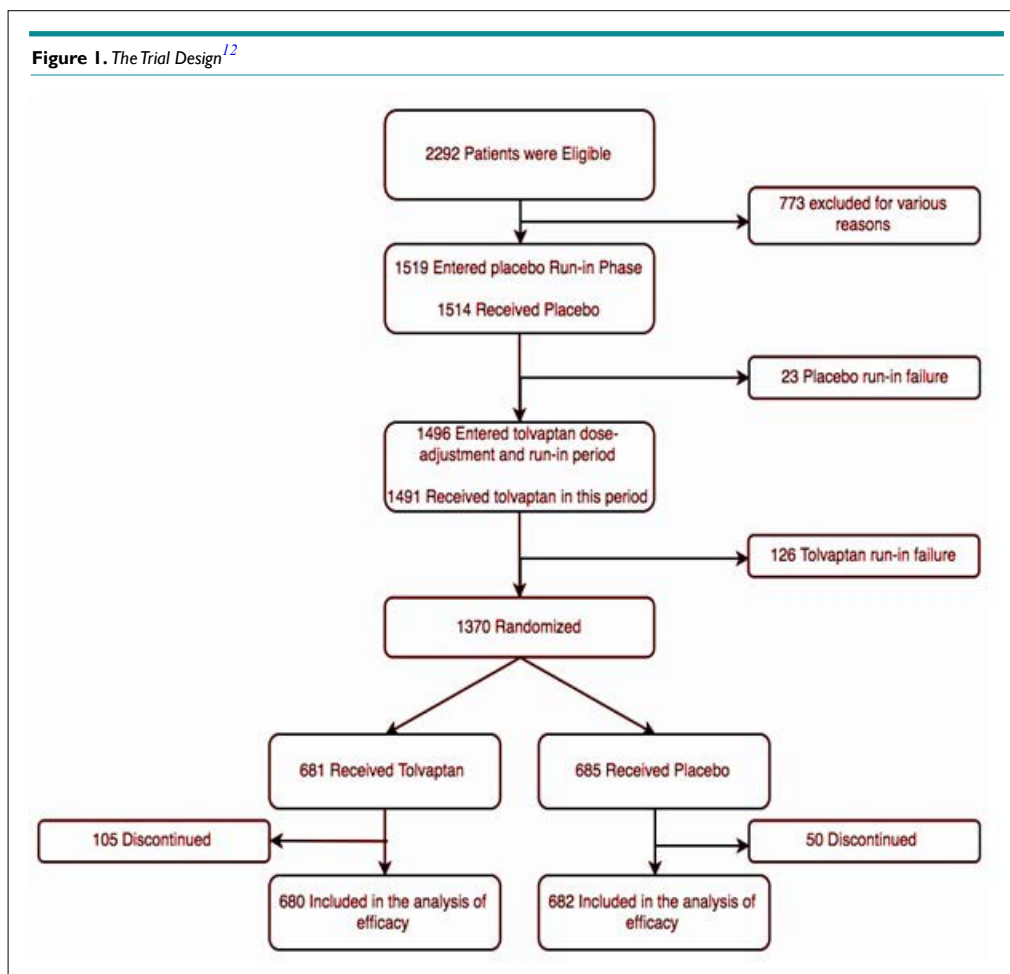 Figure 1. The Trial Design12
2292 Patients were Eligible
773 excluded for various
reasons
1519 Entered placebo Run-in Phase
1514 Received Placebo
23 Placebo run-in failure
1496 Entered tolvaptan dose-
adjustment and run-in period
1491 Received tolvaptan in this period
126 Tolvaptan run-in failure
1370 Randomized
681 Received Tolvaptan
685 Received Placebo
105 Discontinued
50 Discontinued
680 Included in the analysis of
efficacy
682 Included in the analysis of
efficacy